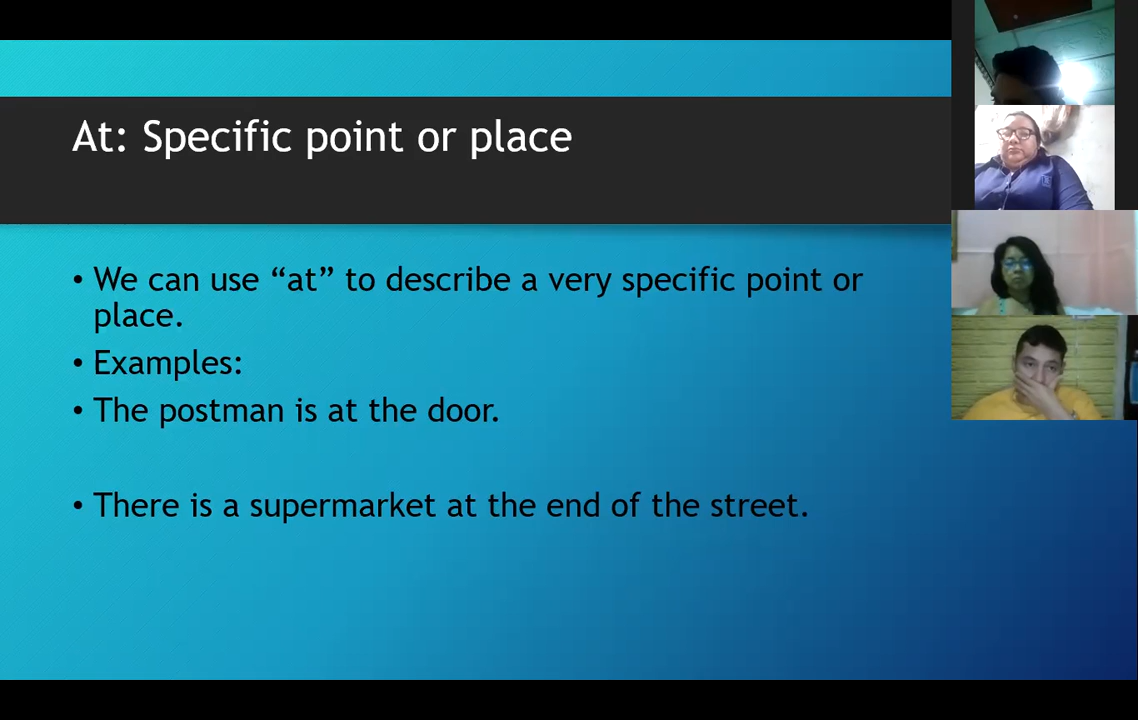 At: Specific point or place
• We can use “at” to describe a very specific point or
place.
• Examples:
• The postman is at the door.
• There is a supermarket at the end of the street.